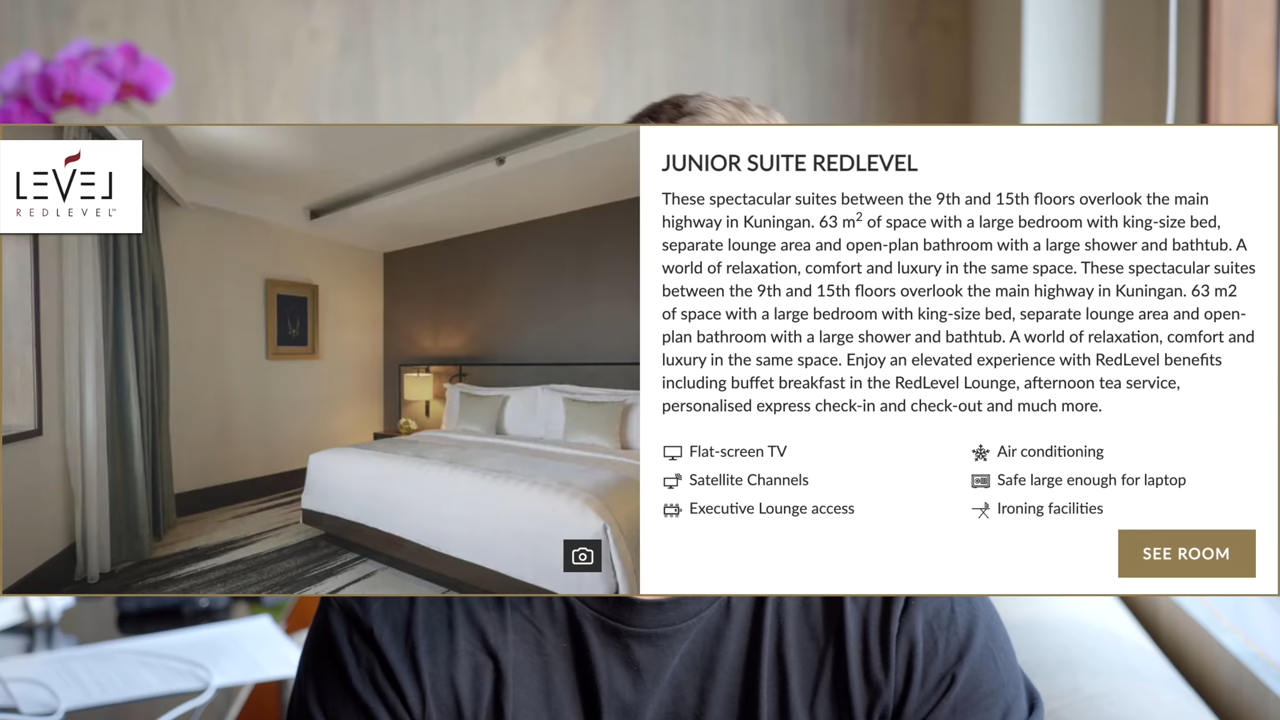 LEVEL
REDLEVEL™
JUNIOR SUITE REDLEVEL
These spectacular suites between the 9th and 15th floors overlook the main
highway in Kuningan. 63 m² of space with a large bedroom with king-size bed,
separate lounge area and open-plan bathroom with a large shower and bathtub. A
world of relaxation, comfort and luxury in the same space. These spectacular suites
between the 9th and 15th floors overlook the main highway in Kuningan. 63 m2
of space with a large bedroom with king-size bed, separate lounge area and open-
plan bathroom with a large shower and bathtub. A world of relaxation, comfort and
luxury in the same space. Enjoy an elevated experience with RedLevel benefits
including buffet breakfast in the RedLevel Lounge, afternoon tea service,
personalised express check-in and check-out and much more.
Flat-screen TV
Air conditioning
Satellite Channels
Safe large enough for laptop
Executive Lounge access
Ironing facilities
SEE ROOM